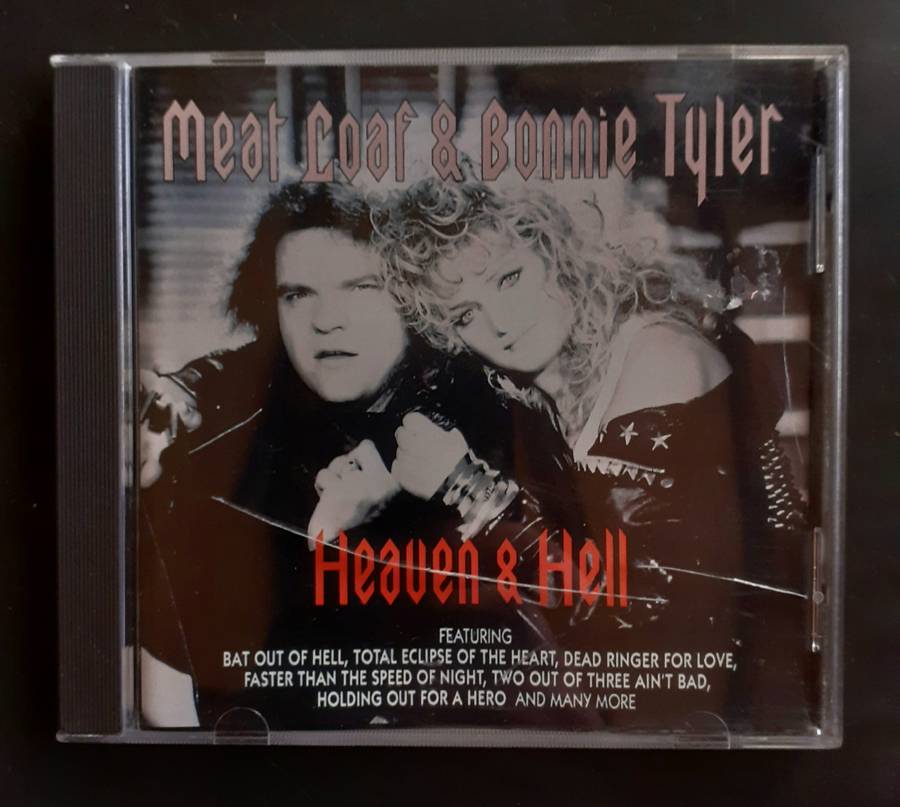 Meat Loaf & Bonnie Tyler
Heaven & Hell
FEATURING
BAT OUT OF HELL, TOTAL ECLIPSE OF THE HEART, DEAD RINGER FOR LOVE,
FASTER THAN THE SPEED OF NIGHT, TWO OUT OF THREE AIN'T BAD,
HOLDING OUT FOR A HERO AND MANY MORE